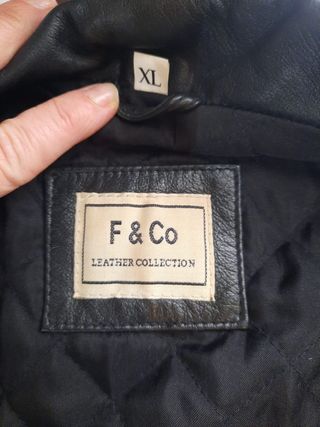 XL
F & Co
LEATHER COLLECTION